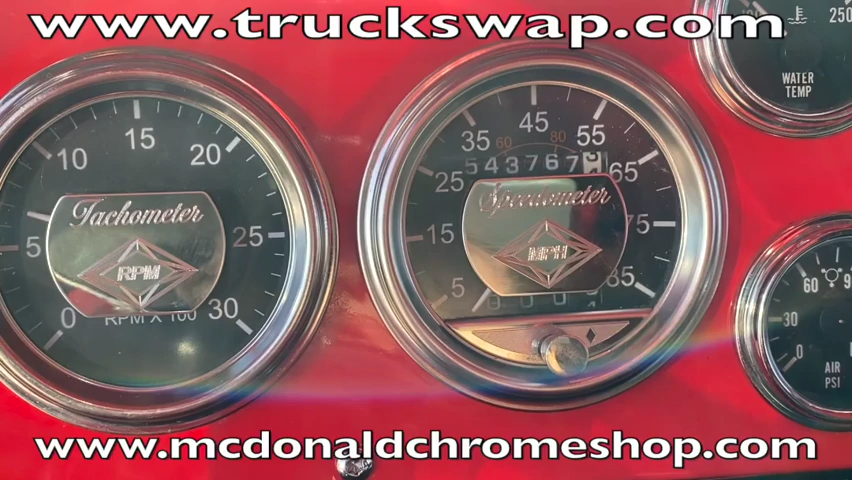 www.truckswap.com
250
WATER
TEMP
5 10 15 20 25 30 0
Tachometer
RPM
RPM X 100
5 15 25 35 45 55 65 75 85
60 80
543767
Speedometer
MPH
0 30 60
AIR
PSI
www.mcdonaldchromeshop.com